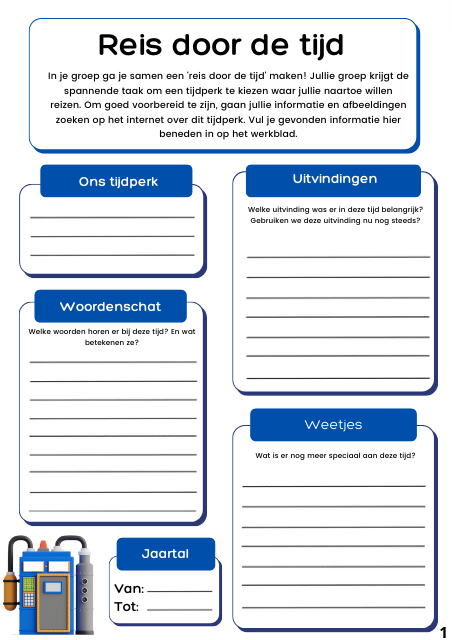 Reis door de tijd
In je groep ga je samen een 'reis door de tijd' maken! Jullie groep krijgt de
spannende taak om een tijdperk te kiezen waar jullie naartoe willen
reizen. Om goed voorbereid te zijn, gaan jullie informatie en afbeeldingen
zoeken op het internet over dit tijdperk. Vul je gevonden informatie hier
beneden in op het werkblad.
Ons tijdperk
Woordenschat
Welke woorden horen er bij deze tijd? En wat
betekenen ze?
Jaartal
Van:
Tot:
Uitvindingen
Welke uitvinding was er in deze tijd belangrijk?
Gebruiken we deze uitvinding nu nog steeds?
Weetjes
Wat is er nog meer speciaal aan deze tijd?
1